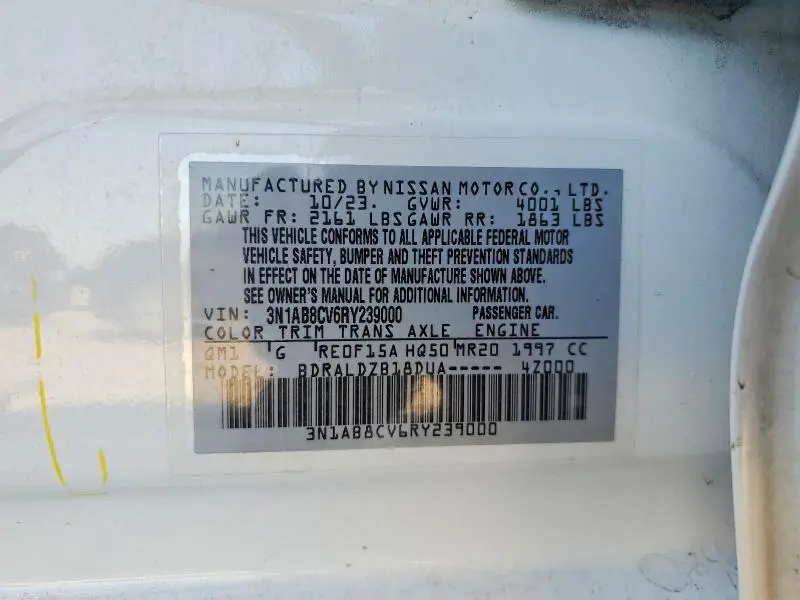 MANUFACTURED BY NISSAN MOTOR CO., LTD.
DATE: 10/23. GVWR: 4001 LBS
GAWR FR: 2161 LBS GAWR RR: 1863 LBS
THIS VEHICLE CONFORMS TO ALL APPLICABLE FEDERAL MOTOR
VEHICLE SAFETY, BUMPER AND THEFT PREVENTION STANDARDS
IN EFFECT ON THE DATE OF MANUFACTURE SHOWN ABOVE.
SEE OWNER'S MANUAL FOR ADDITIONAL INFORMATION.
VIN: 3N1AB8CV6RY239000 PASSENGER CAR.
COLOR TRIM TRANS AXLE ENGINE
QM1 G RE0F15A HQ50 MR20 1997 CC
MODEL: BDRALDZB18DUA----- 4Z000
3N1AB8CV6RY239000